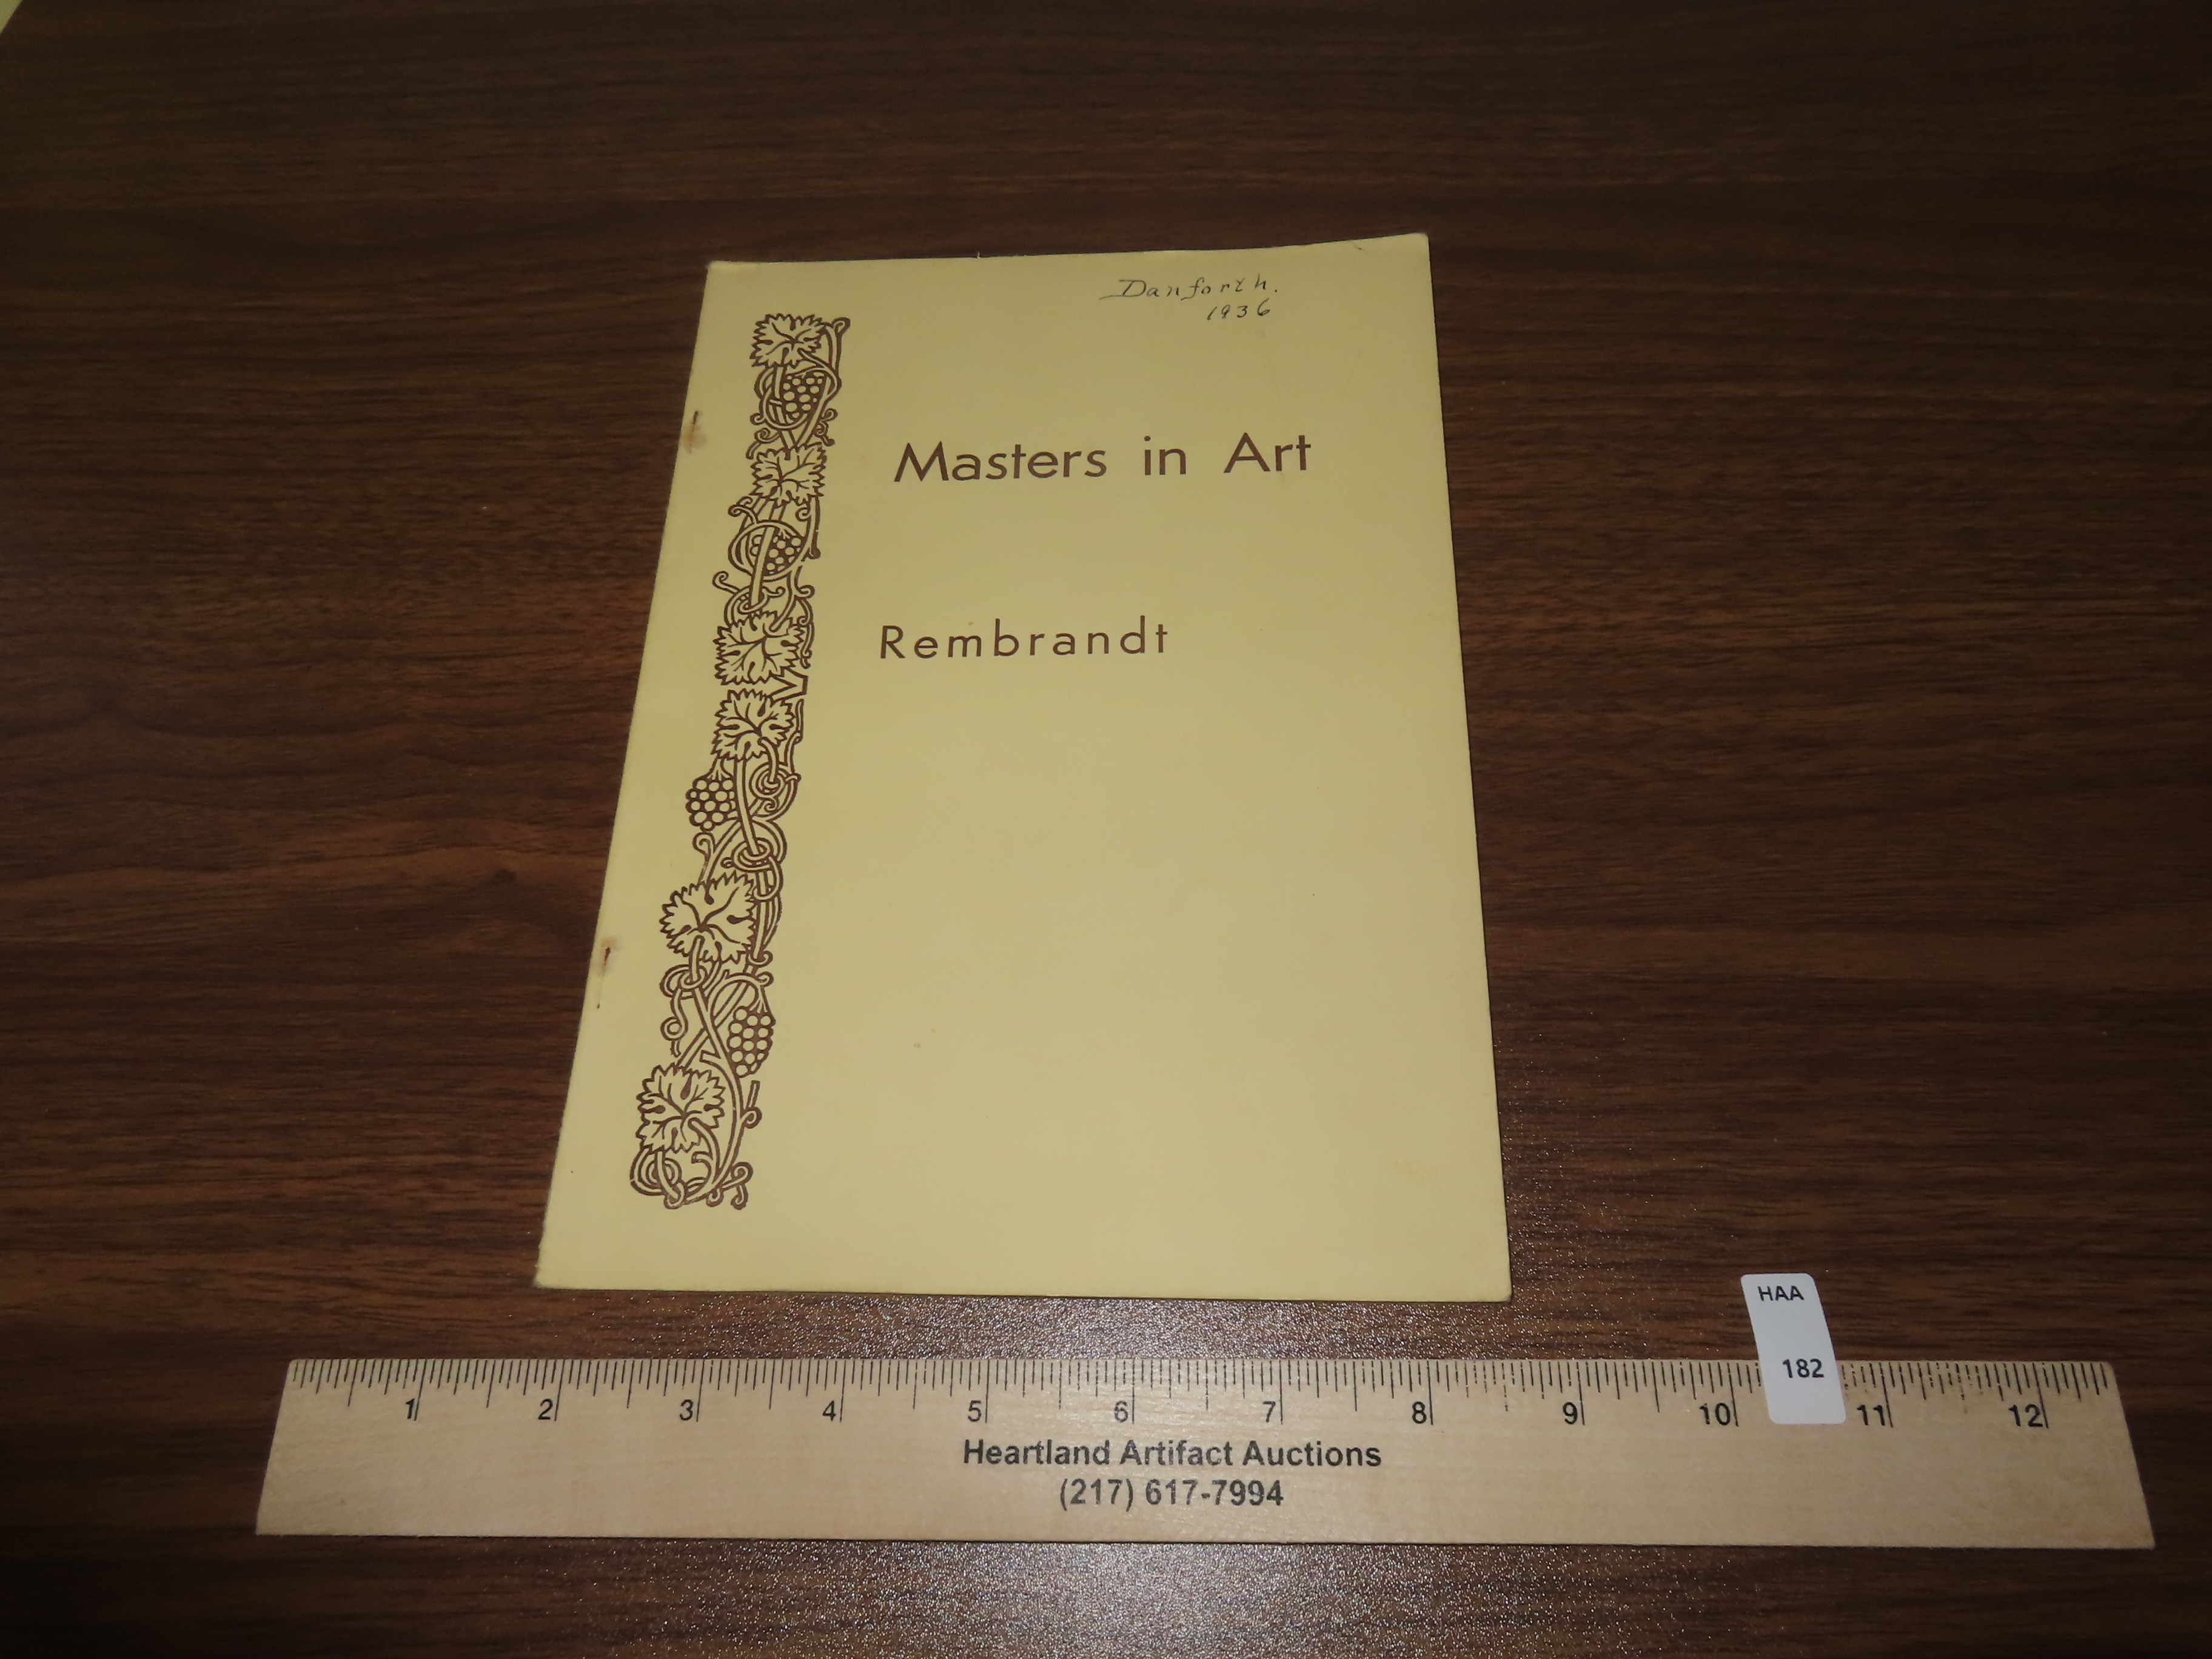 Danforth.
1936
Masters in Art
Rembrandt
HAA
182
1 2 3 4 5 6 7 8 9 10 11 12
Heartland Artifact Auctions
(217) 617-7994